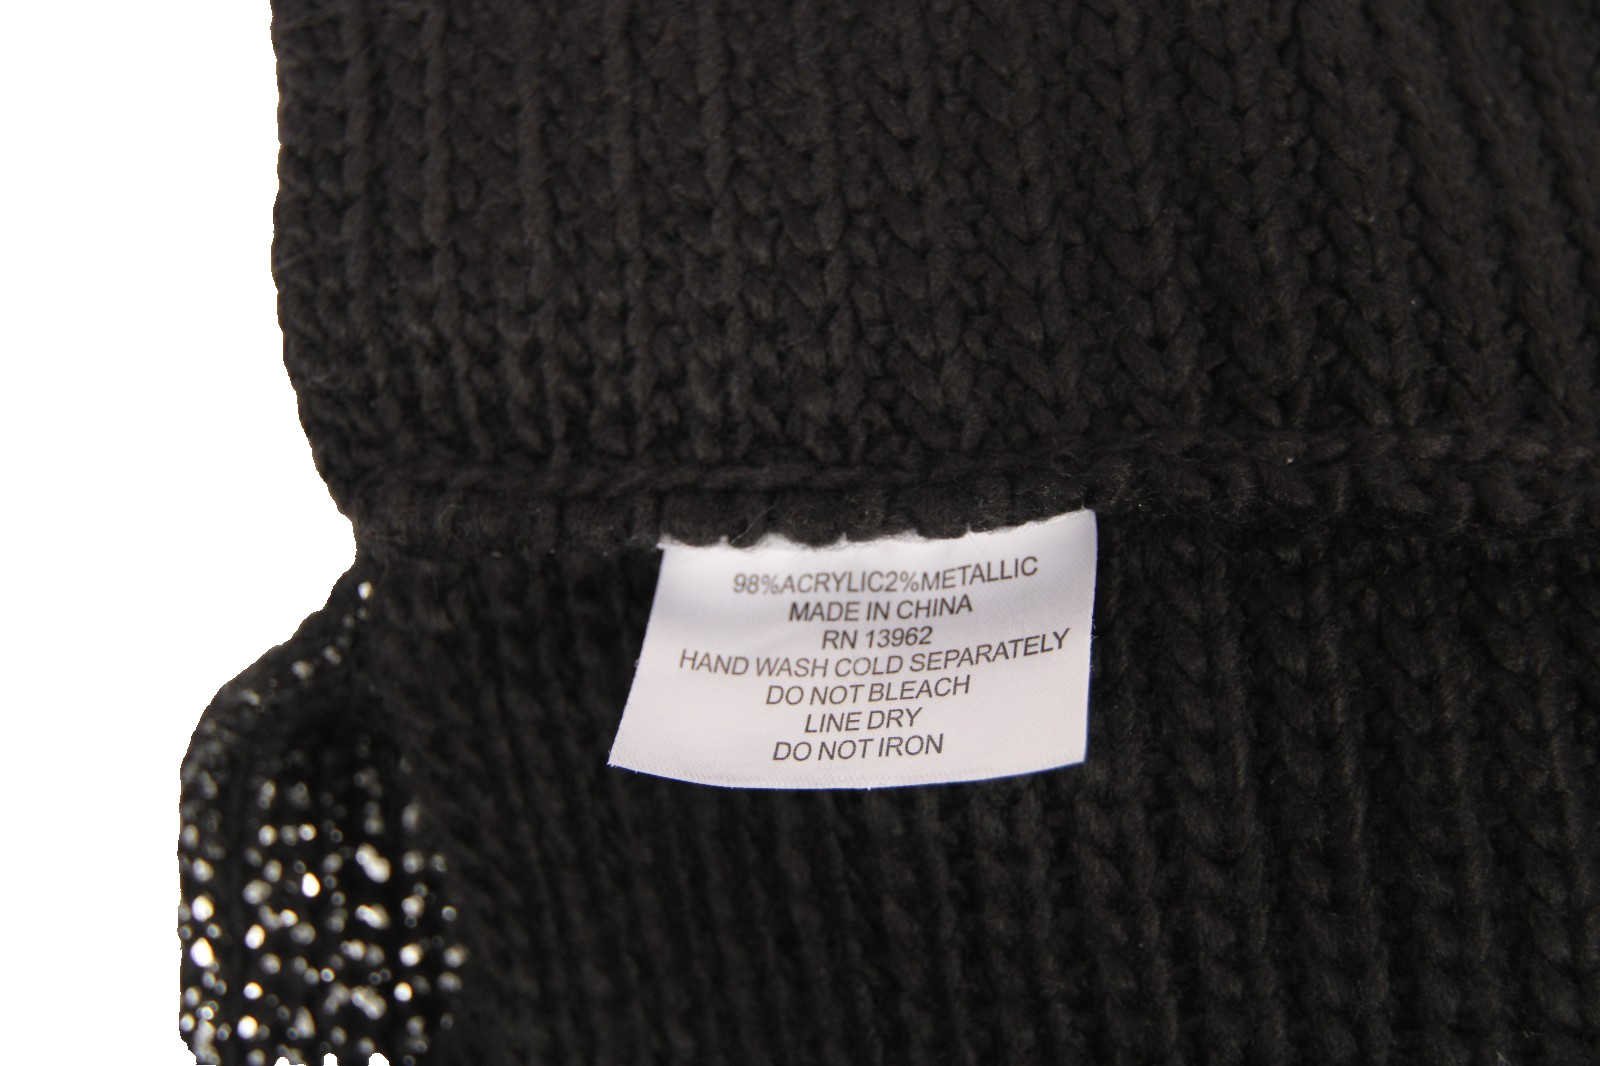 98%ACRYLIC2%METALLIC
MADE IN CHINA
RN 13962
HAND WASH COLD SEPARATELY
DO NOT BLEACH
LINE DRY
DO NOT IRON